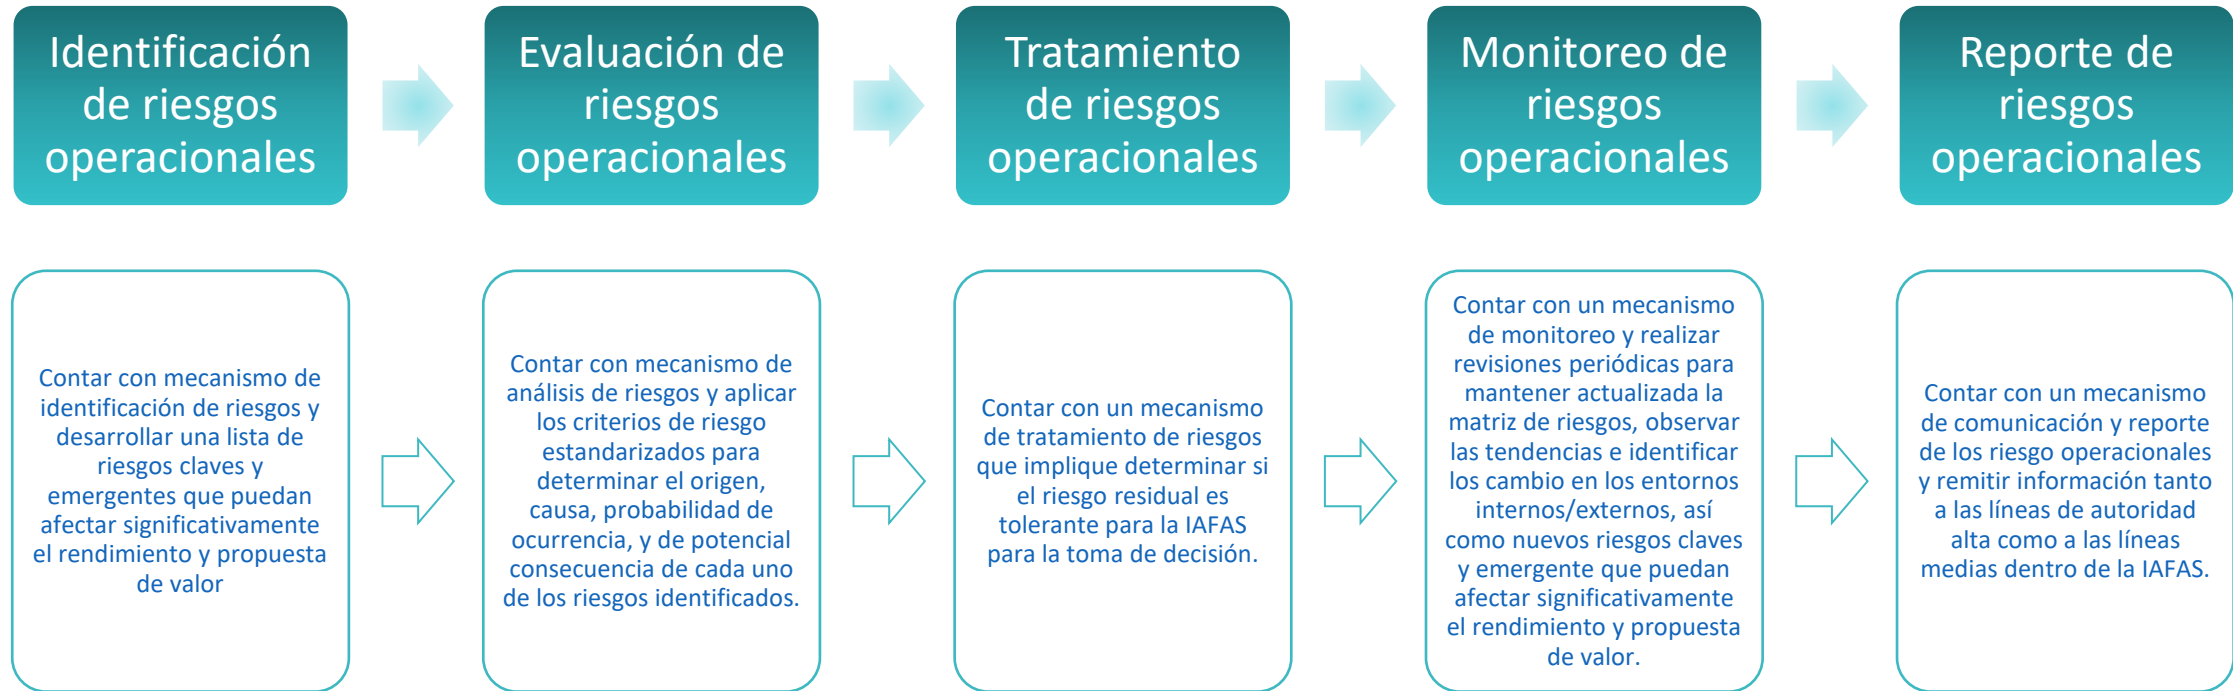 Identificación
de riesgos
operacionales
Evaluación de
riesgos
operacionales
Tratamiento
de riesgos
operacionales
Monitoreo de
riesgos
operacionales
Reporte de
riesgos
operacionales
Contar con mecanismo de
identificación de riesgos y
desarrollar una lista de
riesgos claves y
emergentes que puedan
afectar significativamente
el rendimiento y propuesta
de valor
Contar con mecanismo de
análisis de riesgos y aplicar
los criterios de riesgo
estandarizados para
determinar el origen,
causa, probabilidad de
ocurrencia, y de potencial
consecuencia de cada uno
de los riesgos identificados.
Contar con un mecanismo
de tratamiento de riesgos
que implique determinar si
el riesgo residual es
tolerante para la IAFAS
para la toma de decisión.
Contar con un mecanismo
de monitoreo y realizar
revisiones periódicas para
mantener actualizada la
matriz de riesgos, observar
las tendencias e identificar
los cambio en los entornos
internos/externos, así
como nuevos riesgos claves
y emergente que puedan
afectar significativamente
el rendimiento y propuesta
de valor.
Contar con un mecanismo
de comunicación y reporte
de los riesgo operacionales
y remitir información tanto
a las líneas de autoridad
alta como a las líneas
medias dentro de la IAFAS.